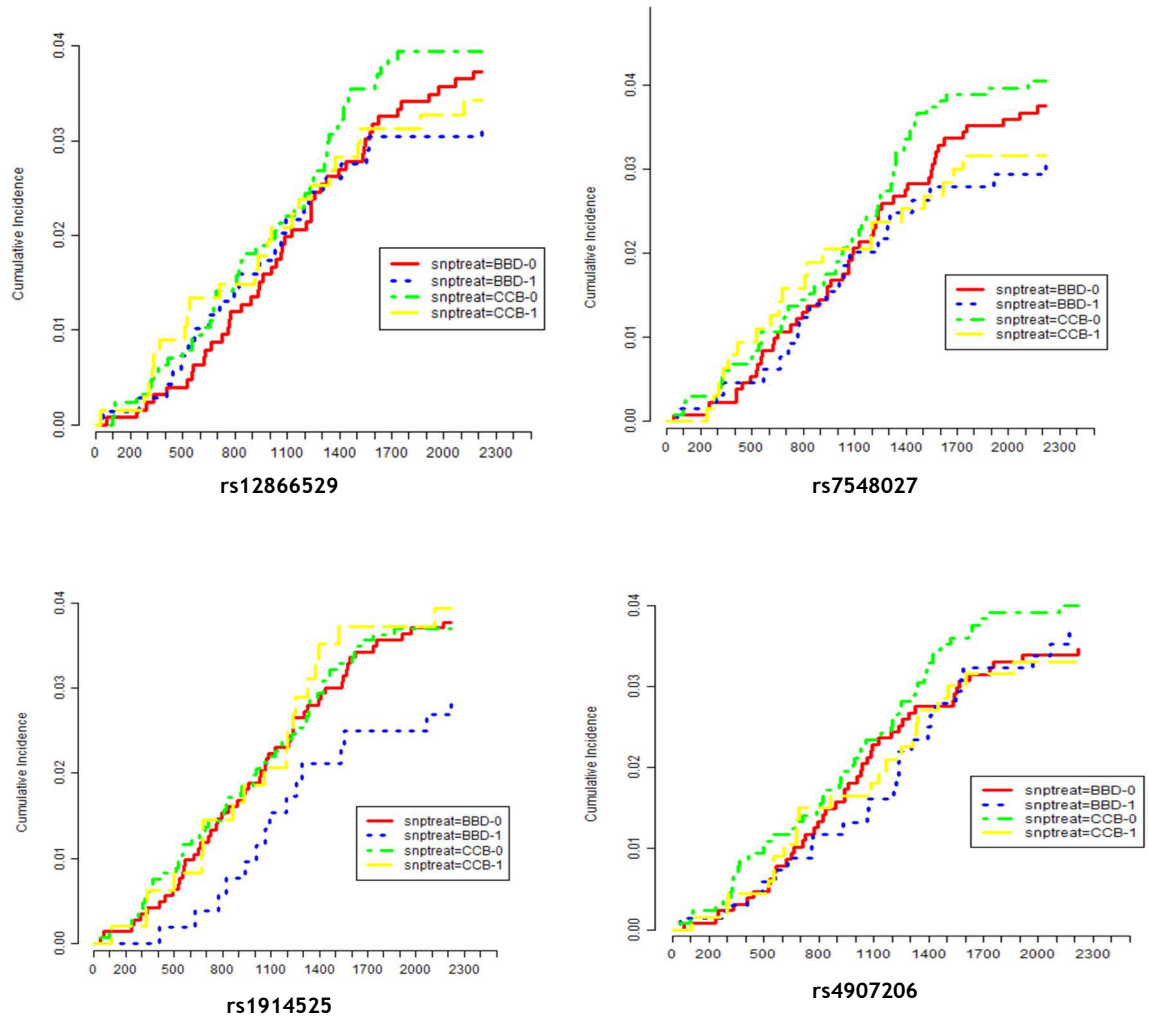 Cumulative Incidence
0.04
0.03
0.02
0.01
0.00
snptreat=BBD-0
snptreat=BBD-1
snptreat=CCB-0
snptreat=CCB-1
0 200 500 800 1100 1400 1700 2000 2300
rs12866529
Cumulative Incidence
0.04
0.03
0.02
0.01
0.00
snptreat=BBD-0
snptreat=BBD-1
snptreat=CCB-0
snptreat=CCB-1
0 200 500 800 1100 1400 1700 2000 2300
rs7548027
Cumulative Incidence
0.04
0.03
0.02
0.01
0.00
snptreat=BBD-0
snptreat=BBD-1
snptreat=CCB-0
snptreat=CCB-1
0 200 500 800 1100 1400 1700 2000 2300
rs1914525
Cumulative Incidence
0.04
0.03
0.02
0.01
0.00
snptreat=BBD-0
snptreat=BBD-1
snptreat=CCB-0
snptreat=CCB-1
0 200 500 800 1100 1400 1700 2000 2300
rs4907206